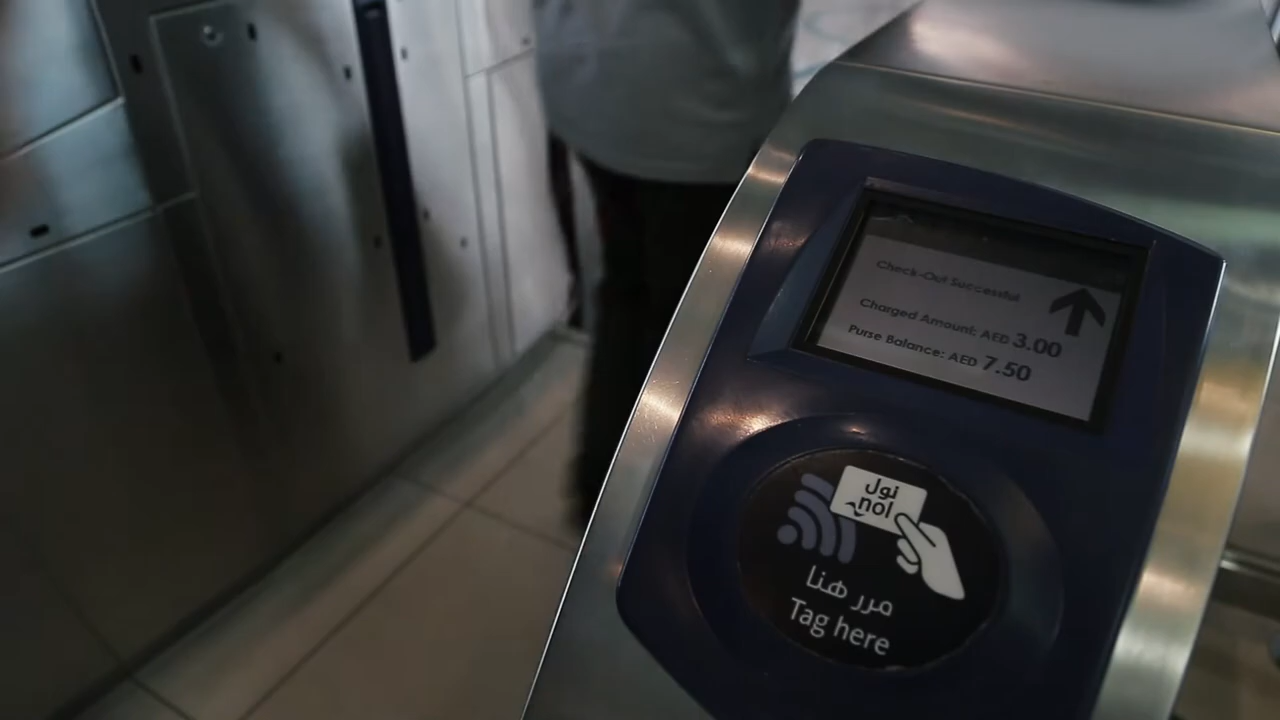 Check-Out Successful
Charged Amount: AED 3.00
Purse Balance: AED 7.50
نول
nol
مرر هنا
Tag here